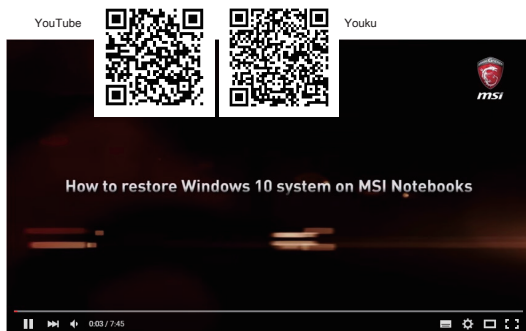 YouTube
Youku
msi
How to restore Windows 10 system on MSI Notebooks
0:03 / 7:45